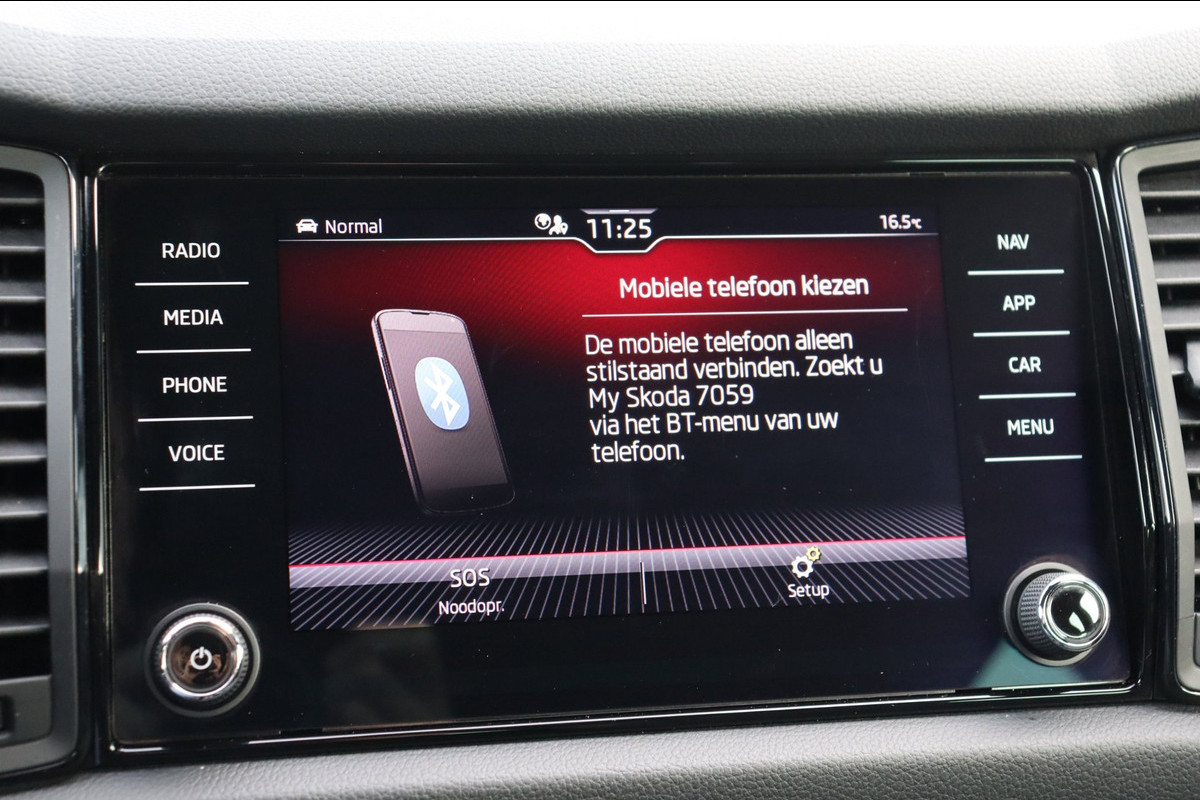 Normal
11:25
16.5°C
RADIO
MEDIA
PHONE
VOICE
Mobiele telefoon kiezen
De mobiele telefoon alleen
stilstaand verbinden. Zoekt u
My Skoda 7059
via het BT-menu van uw
telefoon.
SOS
Noodopr.
Setup
NAV
APP
CAR
MENU